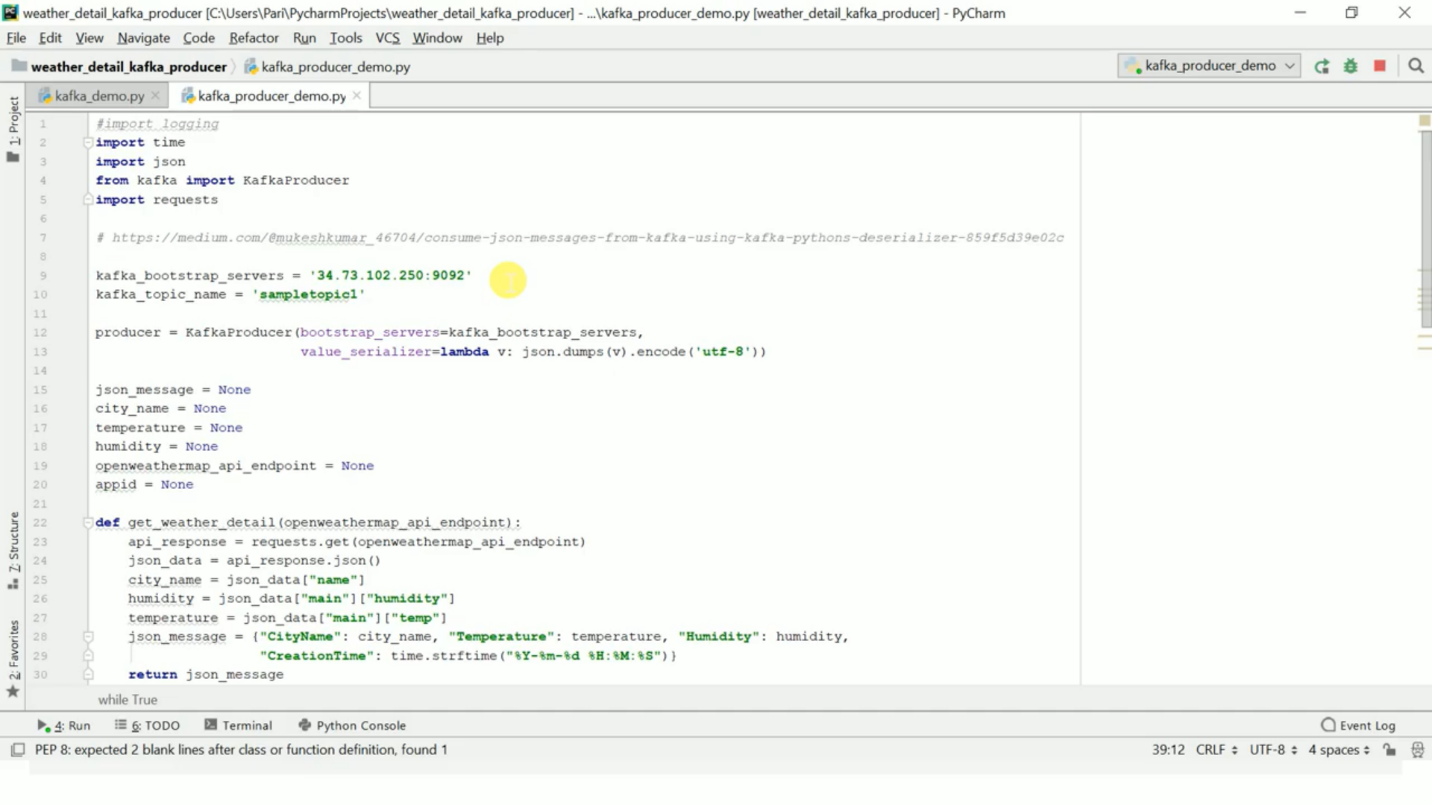 weather_detail_kafka_producer [C:\Users\Pari\PycharmProjects\weather_detail_kafka_producer] - ...\kafka_producer_demo.py [weather_detail_kafka_producer] - PyCharm
File Edit View Navigate Code Refactor Run Tools VCS Window Help
weather_detail_kafka_producer kafka_producer_demo.py kafka_producer_demo
kafka_demo.py kafka_producer_demo.py
1: Project
1 #import logging
2 import time
3 import json
4 from kafka import KafkaProducer
5 import requests
6
7 # https://medium.com/@mukeshkumar_46704/consume-json-messages-from-kafka-using-kafka-pythons-deserializer-859f5d39e02c
8
9 kafka_bootstrap_servers = '34.73.102.250:9092'
10 kafka_topic_name = 'sampletopic1'
11
12 producer = KafkaProducer(bootstrap_servers=kafka_bootstrap_servers,
13 value_serializer=lambda v: json.dumps(v).encode('utf-8'))
14
15 json_message = None
16 city_name = None
17 temperature = None
18 humidity = None
19 openweathermap_api_endpoint = None
20 appid = None
21
22 def get_weather_detail(openweathermap_api_endpoint):
23 api_response = requests.get(openweathermap_api_endpoint)
24 json_data = api_response.json()
25 city_name = json_data["name"]
26 humidity = json_data["main"]["humidity"]
27 temperature = json_data["main"]["temp"]
28 json_message = {"CityName": city_name, "Temperature": temperature, "Humidity": humidity,
29 "CreationTime": time.strftime("%Y-%m-%d %H:%M:%S")}
30 return json_message
Z: Structure
2: Favorites
while True
4: Run 6: TODO Terminal Python Console Event Log
PEP 8: expected 2 blank lines after class or function definition, found 1 39:12 CRLF UTF-8 4 spaces